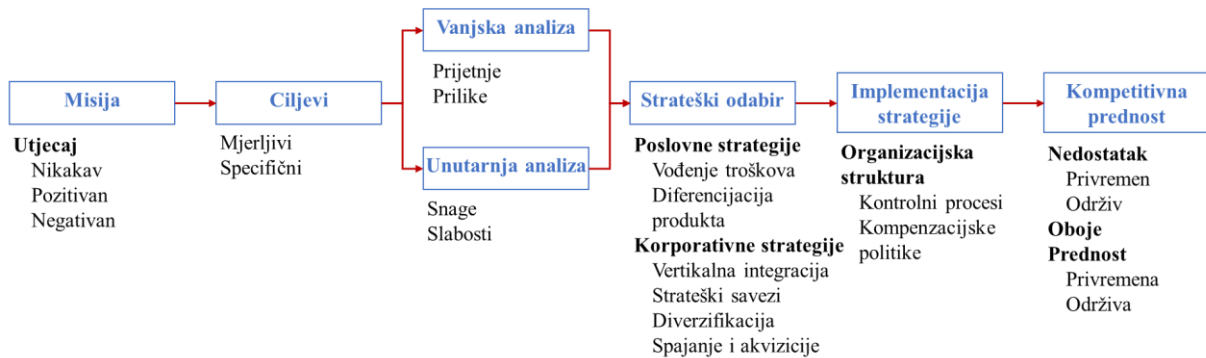 Misija
Utjecaj
Nikakav
Pozitivan
Negativan
Ciljevi
Mjerljivi
Specifični
Vanjska analiza
Prijetnje
Prilike
Unutarnja analiza
Snage
Slabosti
Strateški odabir
Poslovne strategije
Vođenje troškova
Diferencijacija
produkta
Korporativne strategije
Vertikalna integracija
Strateški savezi
Diverzifikacija
Spajanje i akvizicije
Implementacija
strategije
Organizacijska
struktura
Kontrolni procesi
Kompenzacijske
politike
Kompetitivna
prednost
Nedostatak
Privremen
Održiv
Oboje
Prednost
Privremena
Održiva